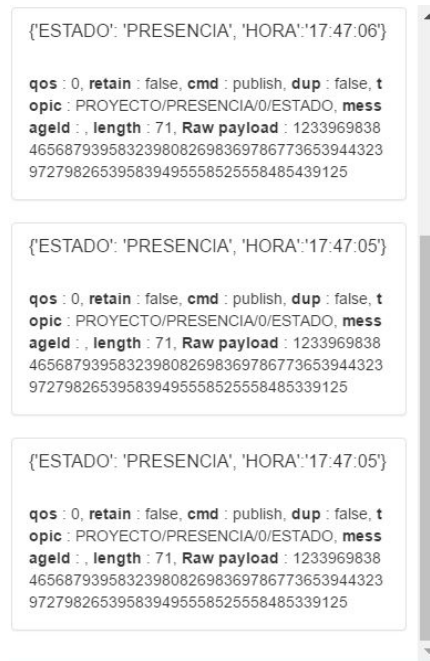 {'ESTADO': 'PRESENCIA', 'HORA':'17:47:06'}
qos : 0, retain : false, cmd : publish, dup : false, t
opic : PROYECTO/PRESENCIA/0/ESTADO, mess
ageId : , length : 71, Raw payload : 1233969838
4656879395832398082698369786773653944323
9727982653958394955585255584854​39125
{'ESTADO': 'PRESENCIA', 'HORA':'17:47:05'}
qos : 0, retain : false, cmd : publish, dup : false, t
opic : PROYECTO/PRESENCIA/0/ESTADO, mess
ageId : , length : 71, Raw payload : 1233969838
4656879395832398082698369786773653944323
972798265395839495558525558485339125
{'ESTADO': 'PRESENCIA', 'HORA':'17:47:05'}
qos : 0, retain : false, cmd : publish, dup : false, t
opic : PROYECTO/PRESENCIA/0/ESTADO, mess
ageId : , length : 71, Raw payload : 1233969838
4656879395832398082698369786773653944323
972798265395839495558525558485339125